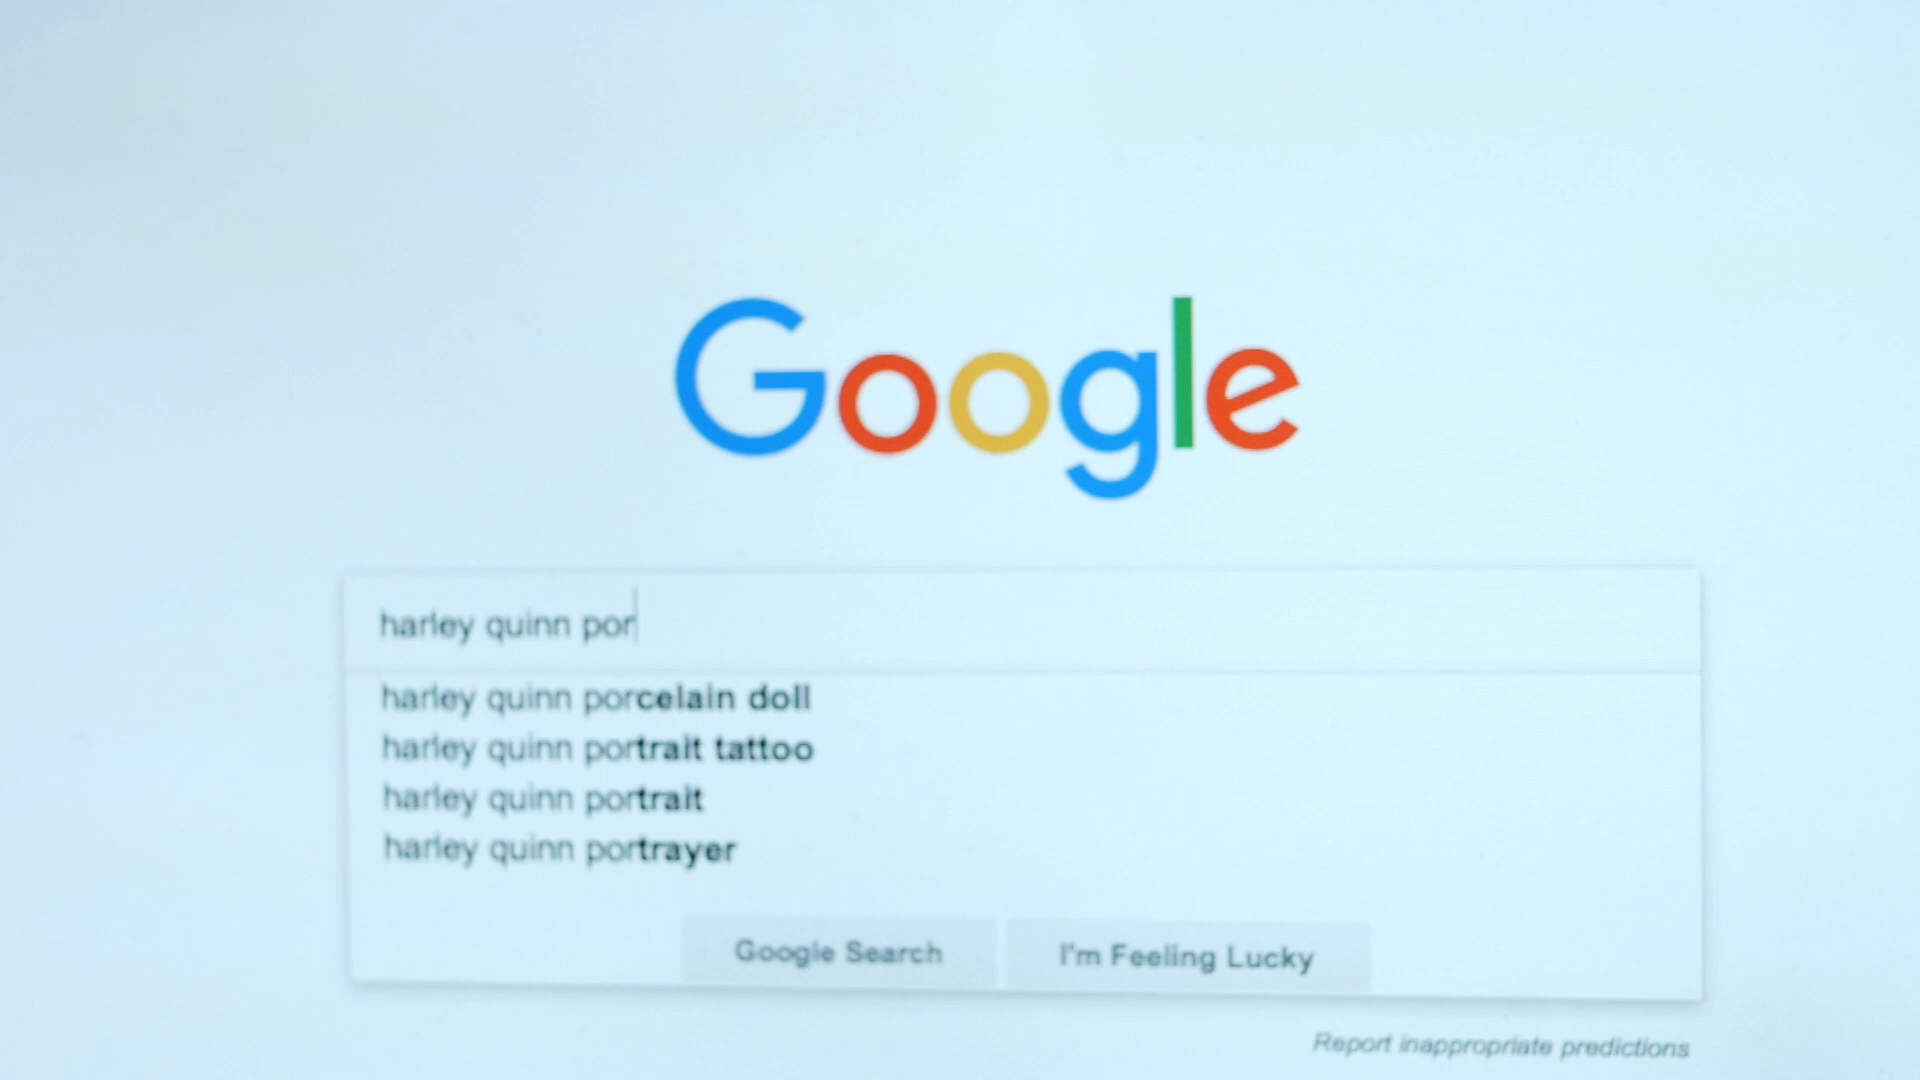 Google
harley quinn por
harley quinn porcelain doll
harley quinn portrait tattoo
harley quinn portrait
harley quinn portrayer
Google Search
I'm Feeling Lucky
Report inappropriate predictions